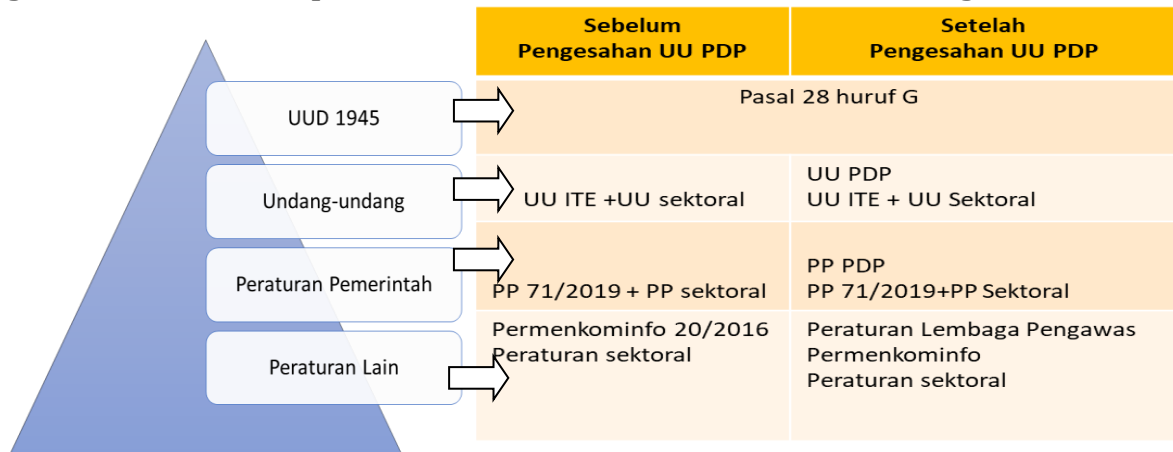 Sebelum
Pengesahan UU PDP
Setelah
Pengesahan UU PDP
UUD 1945
Pasal 28 huruf G
Undang-undang
UU ITE +UU sektoral
UU PDP
UU ITE + UU Sektoral
Peraturan Pemerintah
PP 71/2019 + PP sektoral
PP PDP
PP 71/2019+PP Sektoral
Peraturan Lain
Permenkominfo 20/2016
Peraturan sektoral
Peraturan Lembaga Pengawas
Permenkominfo
Peraturan sektoral